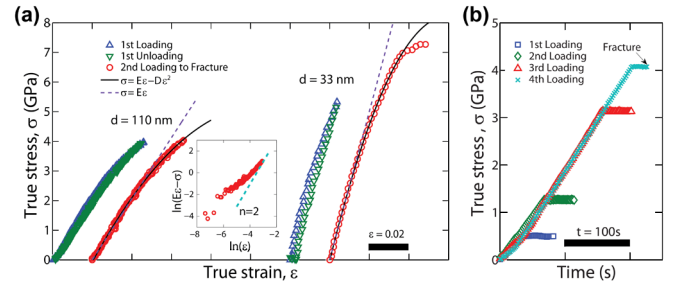 (a)
8
7
6
5
4
3
2
1
0
True stress, σ (GPa)
1st Loading
1st Unloading
2nd Loading to Fracture
σ= Eε−Dε²
σ= Eε
d = 110 nm
d = 33 nm
2
0
−2
−4
−8 −6 −4 −2
ln(Eε−σ)
ln(ε)
n=2
ε = 0.02
True strain, ε
(b)
5
4
3
2
1
0
True stress , σ (GPa)
1st Loading
2nd Loading
3rd Loading
4th Loading
Fracture
t = 100s
Time (s)